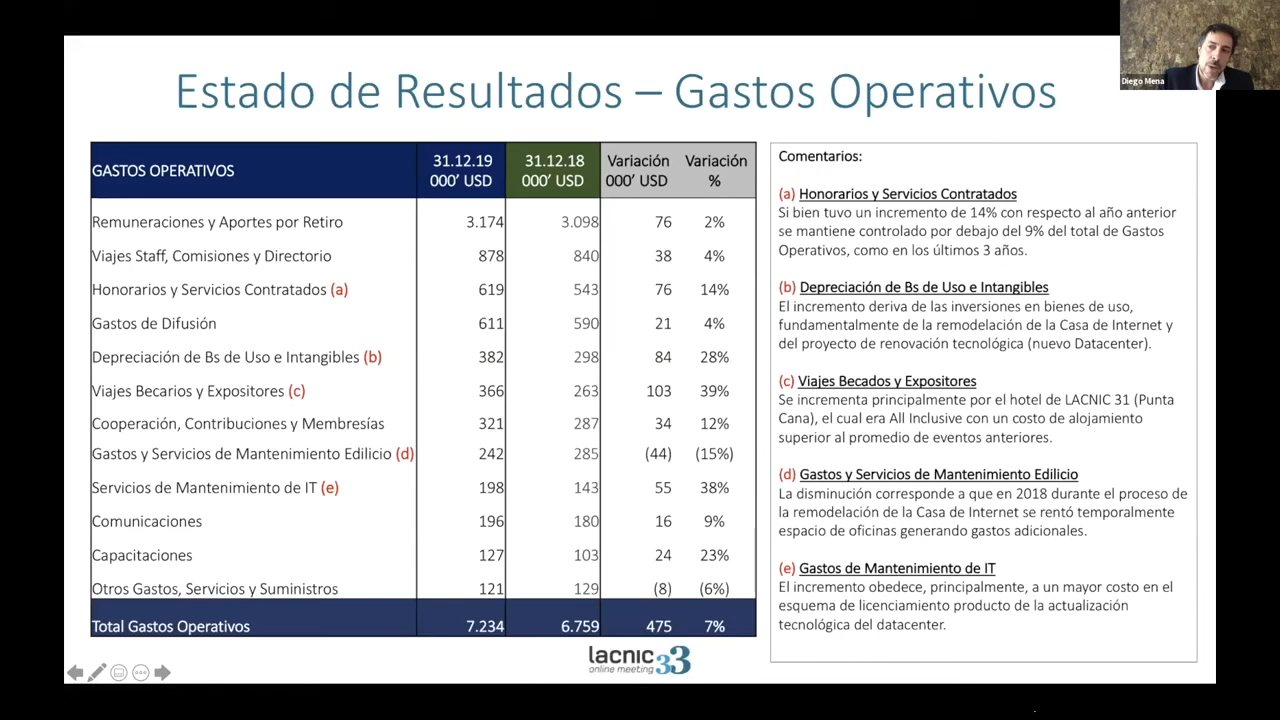 Diego Mena
Estado de Resultados – Gastos Operativos
GASTOS OPERATIVOS 31.12.19 000’ USD 31.12.18 000’ USD Variación 000’ USD Variación %
Remuneraciones y Aportes por Retiro 3.174 3.098 76 2%
Viajes Staff, Comisiones y Directorio 878 840 38 4%
Honorarios y Servicios Contratados (a) 619 543 76 14%
Gastos de Difusión 611 590 21 4%
Depreciación de Bs de Uso e Intangibles (b) 382 298 84 28%
Viajes Becarios y Expositores (c) 366 263 103 39%
Cooperación, Contribuciones y Membresías 321 287 34 12%
Gastos y Servicios de Mantenimiento Edilicio (d) 242 285 (44) (15%)
Servicios de Mantenimiento de IT (e) 198 143 55 38%
Comunicaciones 196 180 16 9%
Capacitaciones 127 103 24 23%
Otros Gastos, Servicios y Suministros 121 129 (8) (6%)
Total Gastos Operativos 7.234 6.759 475 7%
Comentarios:
(a) Honorarios y Servicios Contratados
Si bien tuvo un incremento de 14% con respecto al año anterior
se mantiene controlado por debajo del 9% del total de Gastos
Operativos, como en los últimos 3 años.
(b) Depreciación de Bs de Uso e Intangibles
El incremento deriva de las inversiones en bienes de uso,
fundamentalmente de la remodelación de la Casa de Internet y
del proyecto de renovación tecnológica (nuevo Datacenter).
(c) Viajes Becados y Expositores
Se incrementa principalmente por el hotel de LACNIC 31 (Punta
Cana), el cual era All Inclusive con un costo de alojamiento
superior al promedio de eventos anteriores.
(d) Gastos y Servicios de Mantenimiento Edilicio
La disminución corresponde a que en 2018 durante el proceso de
la remodelación de la Casa de Internet se rentó temporalmente
espacio de oficinas generando gastos adicionales.
(e) Gastos de Mantenimiento de IT
El incremento obedece, principalmente, a un mayor costo en el
esquema de licenciamiento producto de la actualización
tecnológica del datacenter.
lacnic 33
online meeting